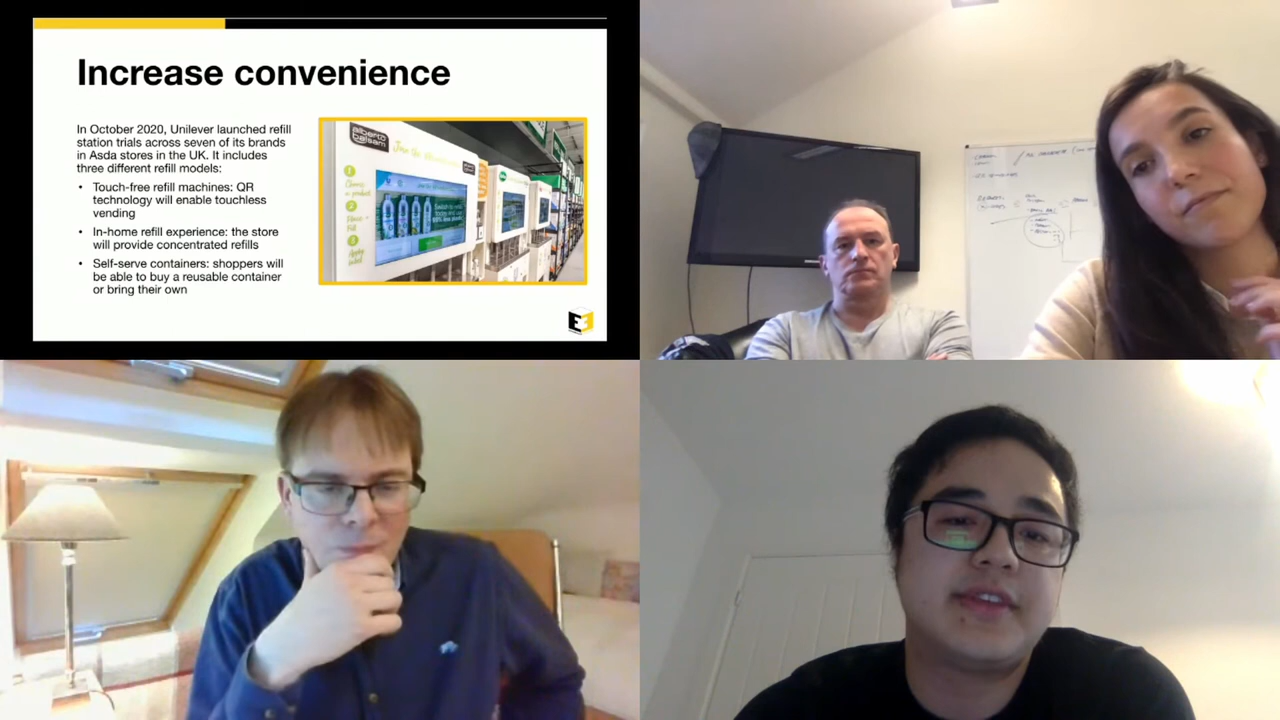 Increase convenience
In October 2020, Unilever launched refill
station trials across seven of its brands
in Asda stores in the UK. It includes
three different refill models:
• Touch-free refill machines: QR
technology will enable touchless
vending
• In-home refill experience: the store
will provide concentrated refills
• Self-serve containers: shoppers will
be able to buy a reusable container
or bring their own
alberto
balsam
Join the